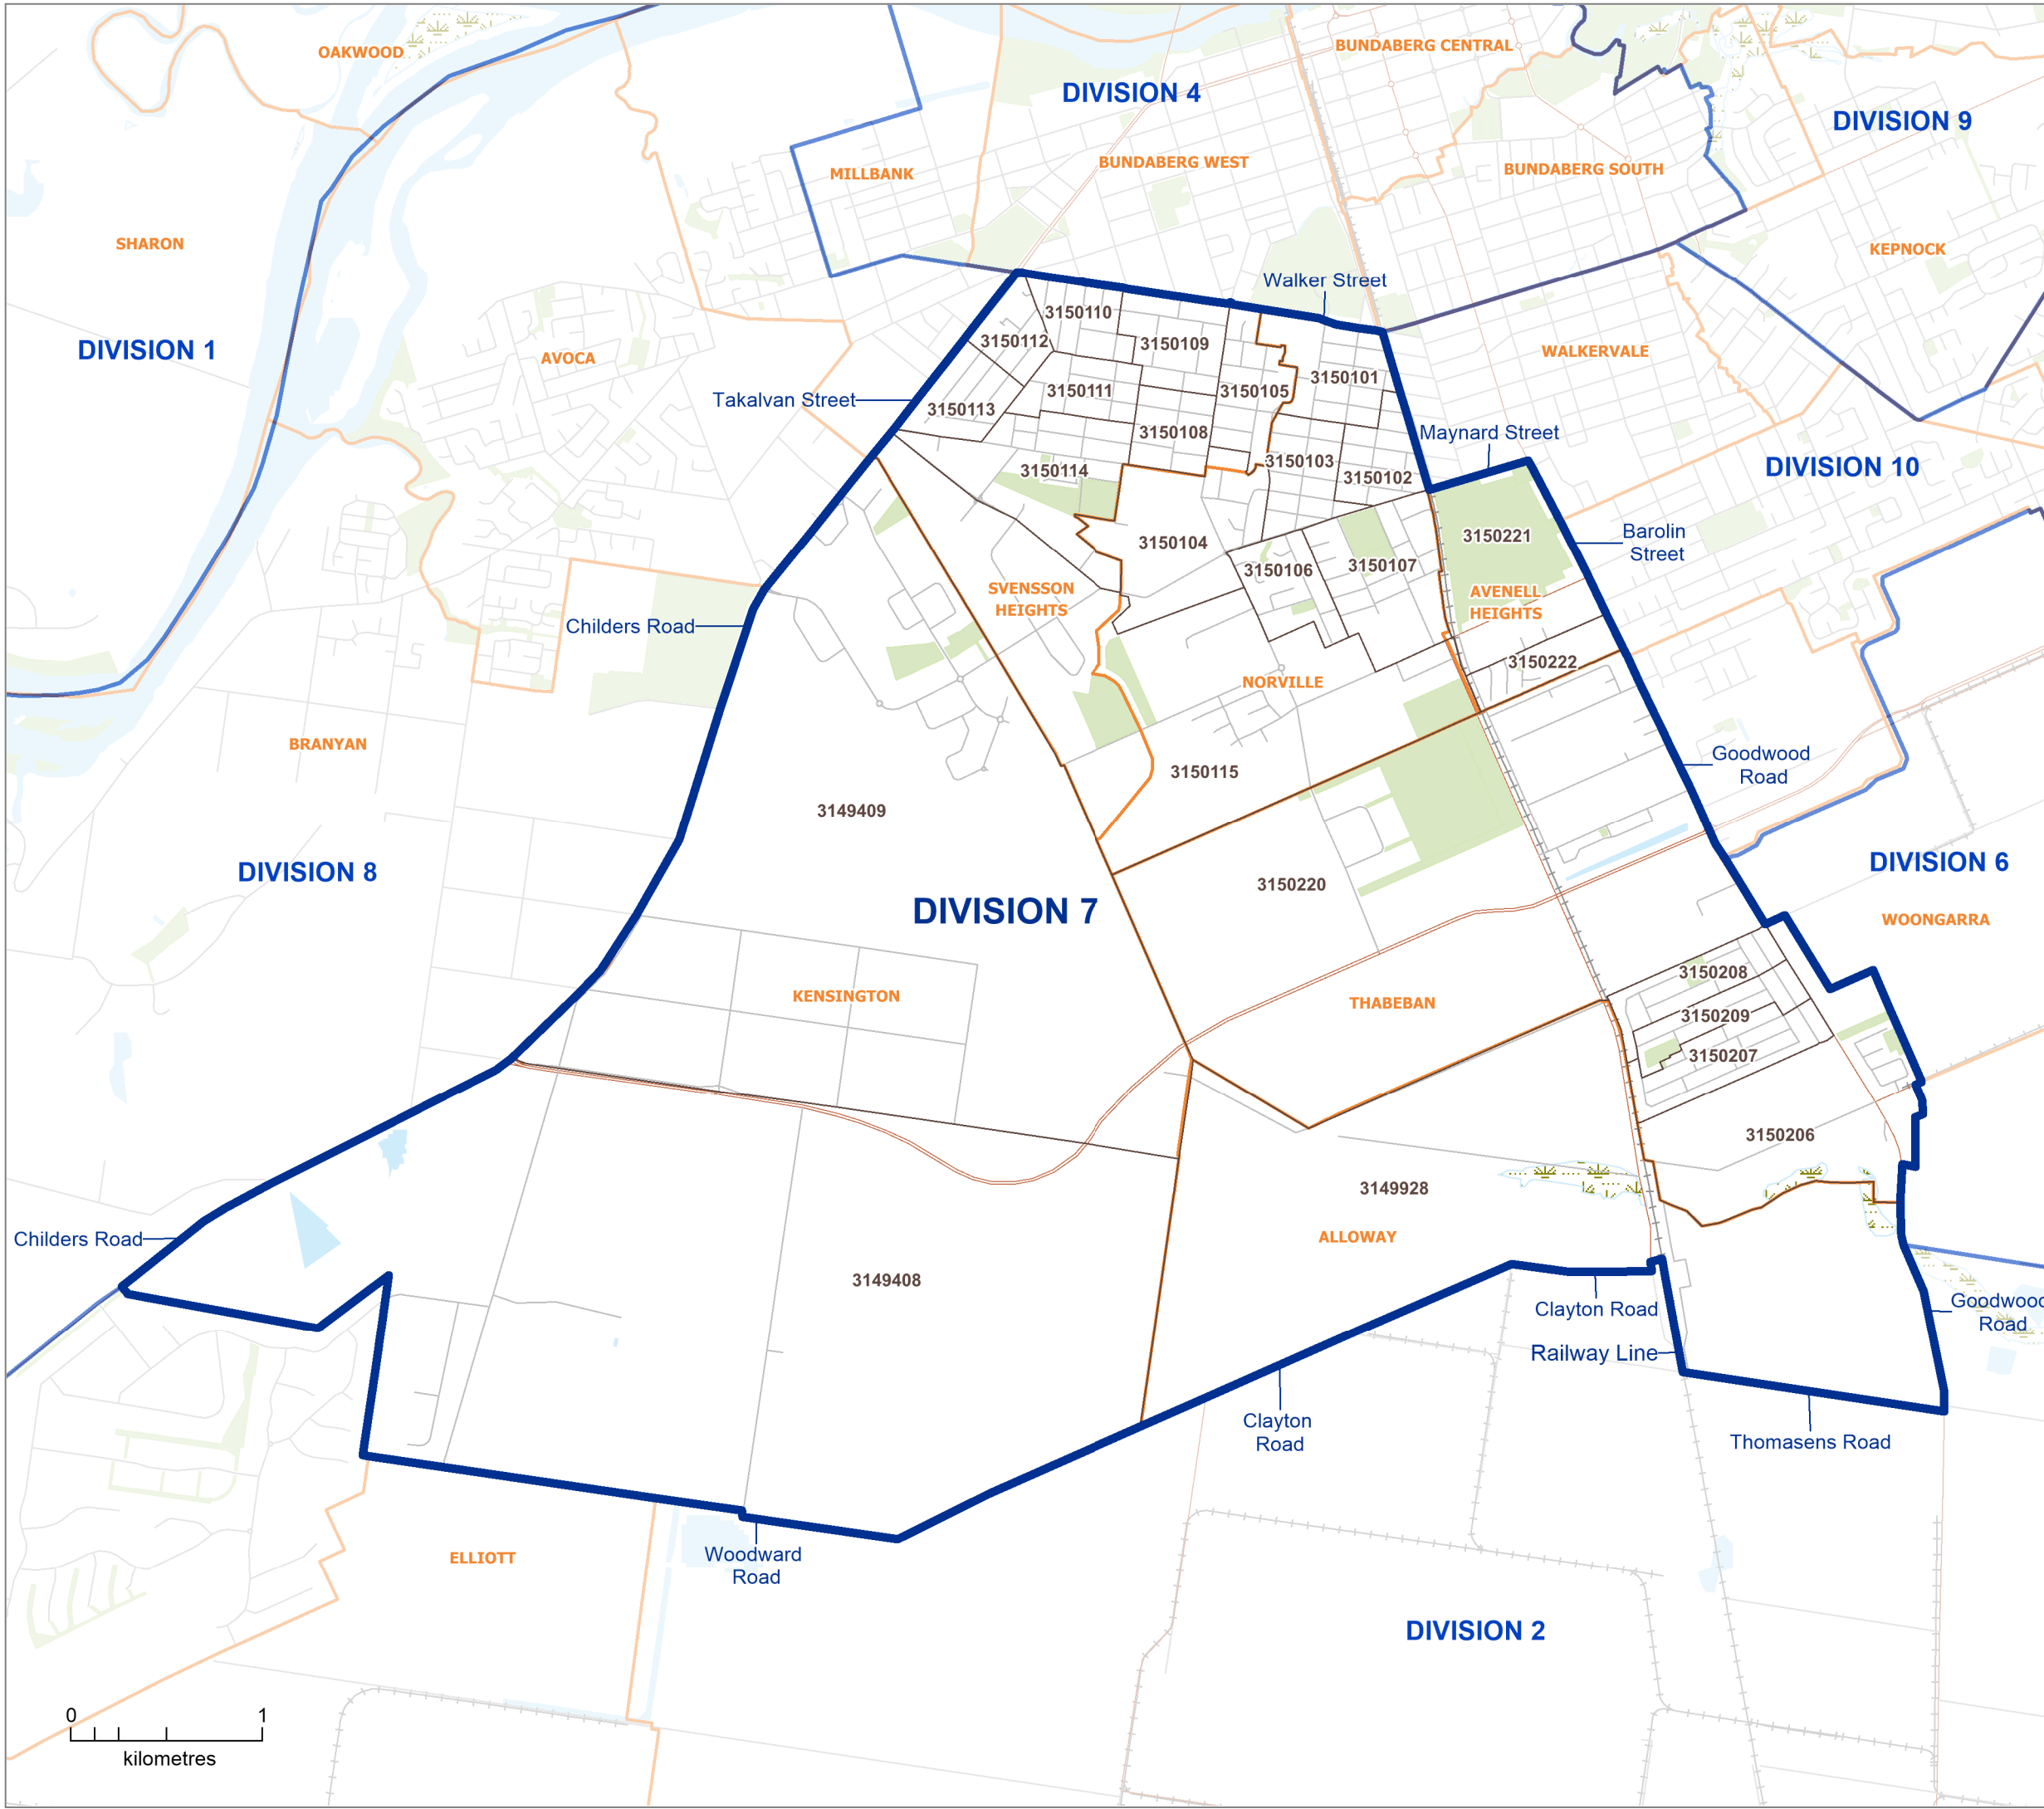 OAKWOOD
BUNDABERG CENTRAL
DIVISION 4
DIVISION 9
MILLBANK
BUNDABERG WEST
BUNDABERG SOUTH
SHARON
KEPNOCK
Walker Street
3150110
DIVISION 1
AVOCA
3150112
3150109
WALKERVALE
3150101
3150111
3150105
Takalvan Street
3150113
3150108
Maynard Street
3150103
DIVISION 10
3150114
3150102
3150104
3150221
Barolin
Street
3150106
3150107
SVENSSON
HEIGHTS
AVENELL
HEIGHTS
Childers Road
3150222
NORVILLE
BRANYAN
Goodwood
Road
3150115
3149409
DIVISION 8
DIVISION 6
3150220
DIVISION 7
WOONGARRA
3150208
KENSINGTON
THABEBAN
3150209
3150207
3150206
3149928
Childers Road
ALLOWAY
3149408
Clayton Road
Goodwood
Road
Railway Line
Clayton
Road
Thomasens Road
ELLIOTT
Woodward
Road
DIVISION 2
0 1
kilometres